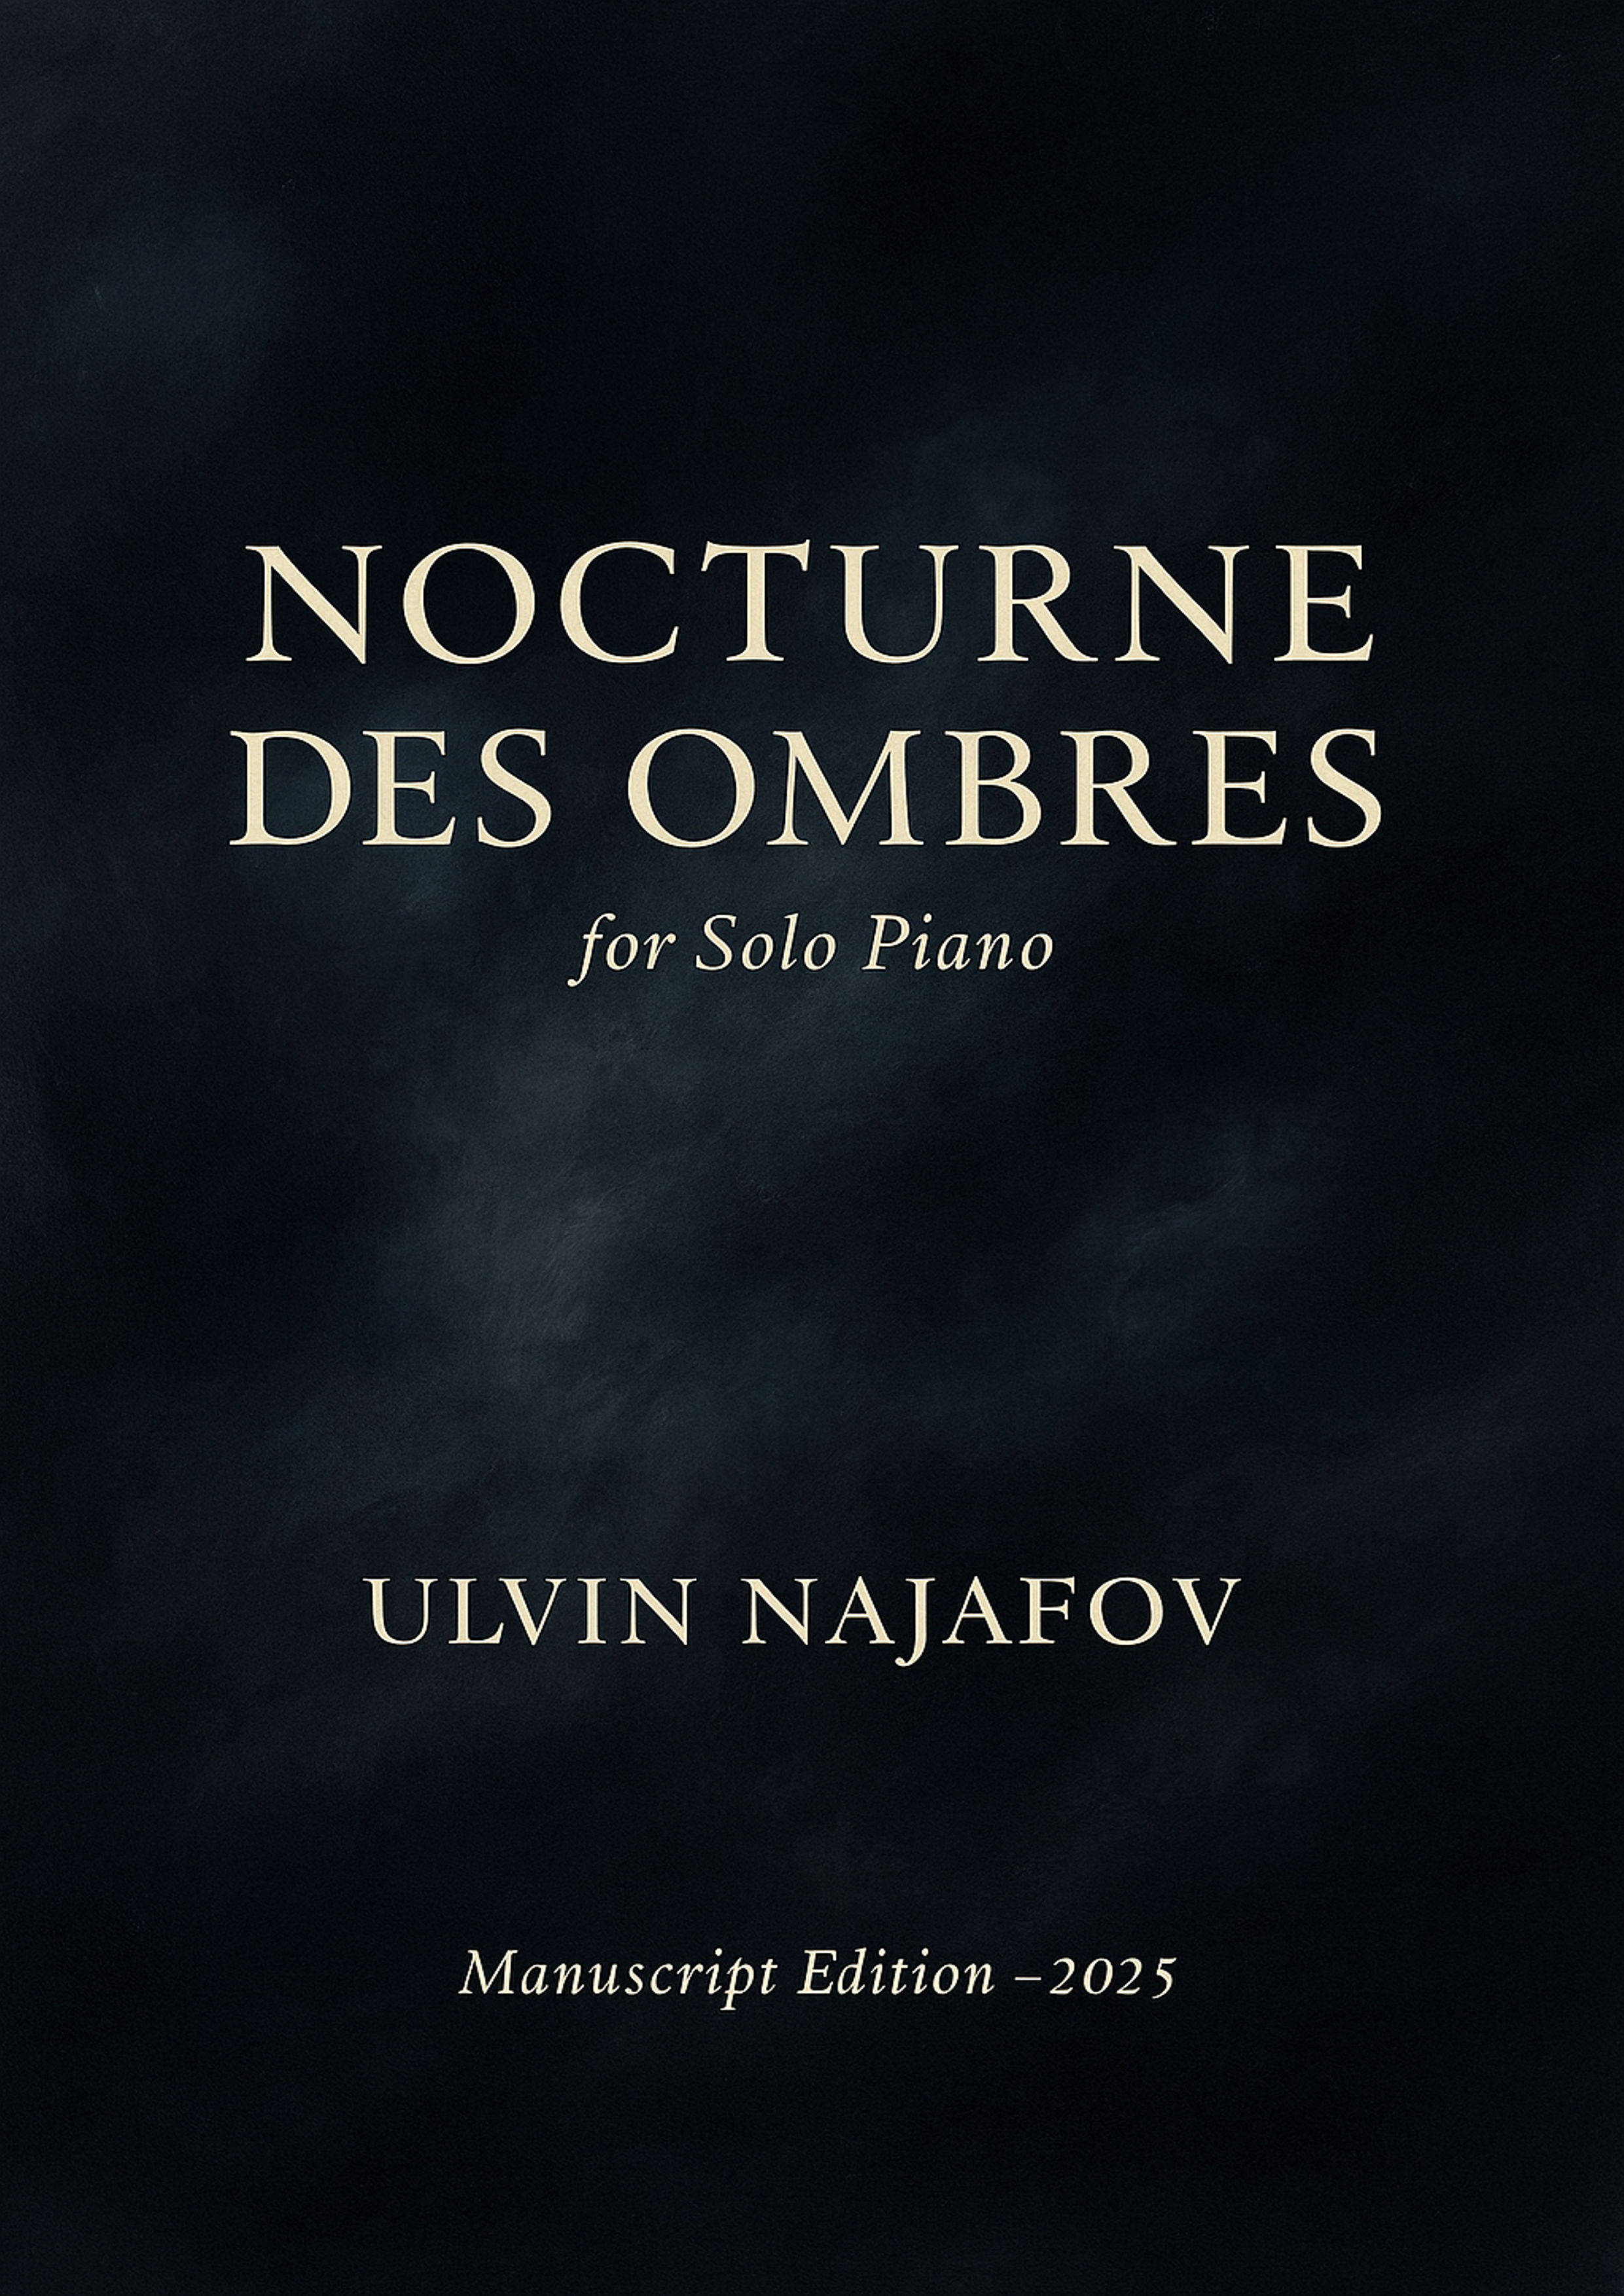 NOCTURNE
DES OMBRES
for Solo Piano
ULVIN NAJAFOV
Manuscript Edition –2025